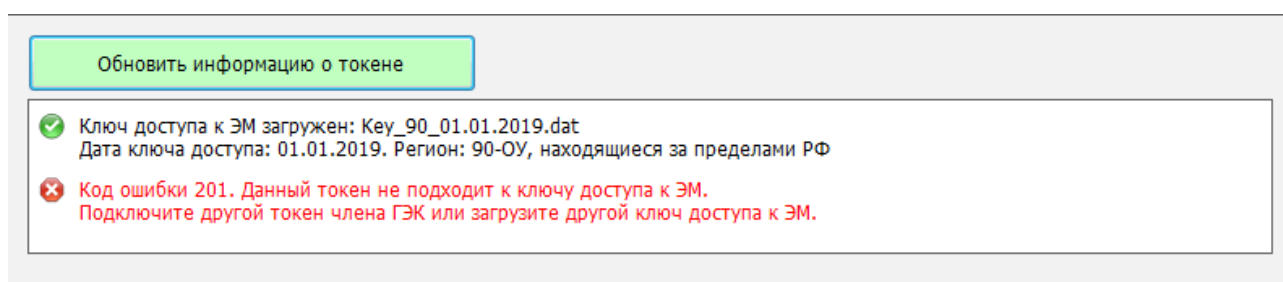 Обновить информацию о токене
Ключ доступа к ЭМ загружен: Key_90_01.01.2019.dat
Дата ключа доступа: 01.01.2019. Регион: 90-ОУ, находящиеся за пределами РФ
Код ошибки 201. Данный токен не подходит к ключу доступа к ЭМ.
Подключите другой токен члена ГЭК или загрузите другой ключ доступа к ЭМ.